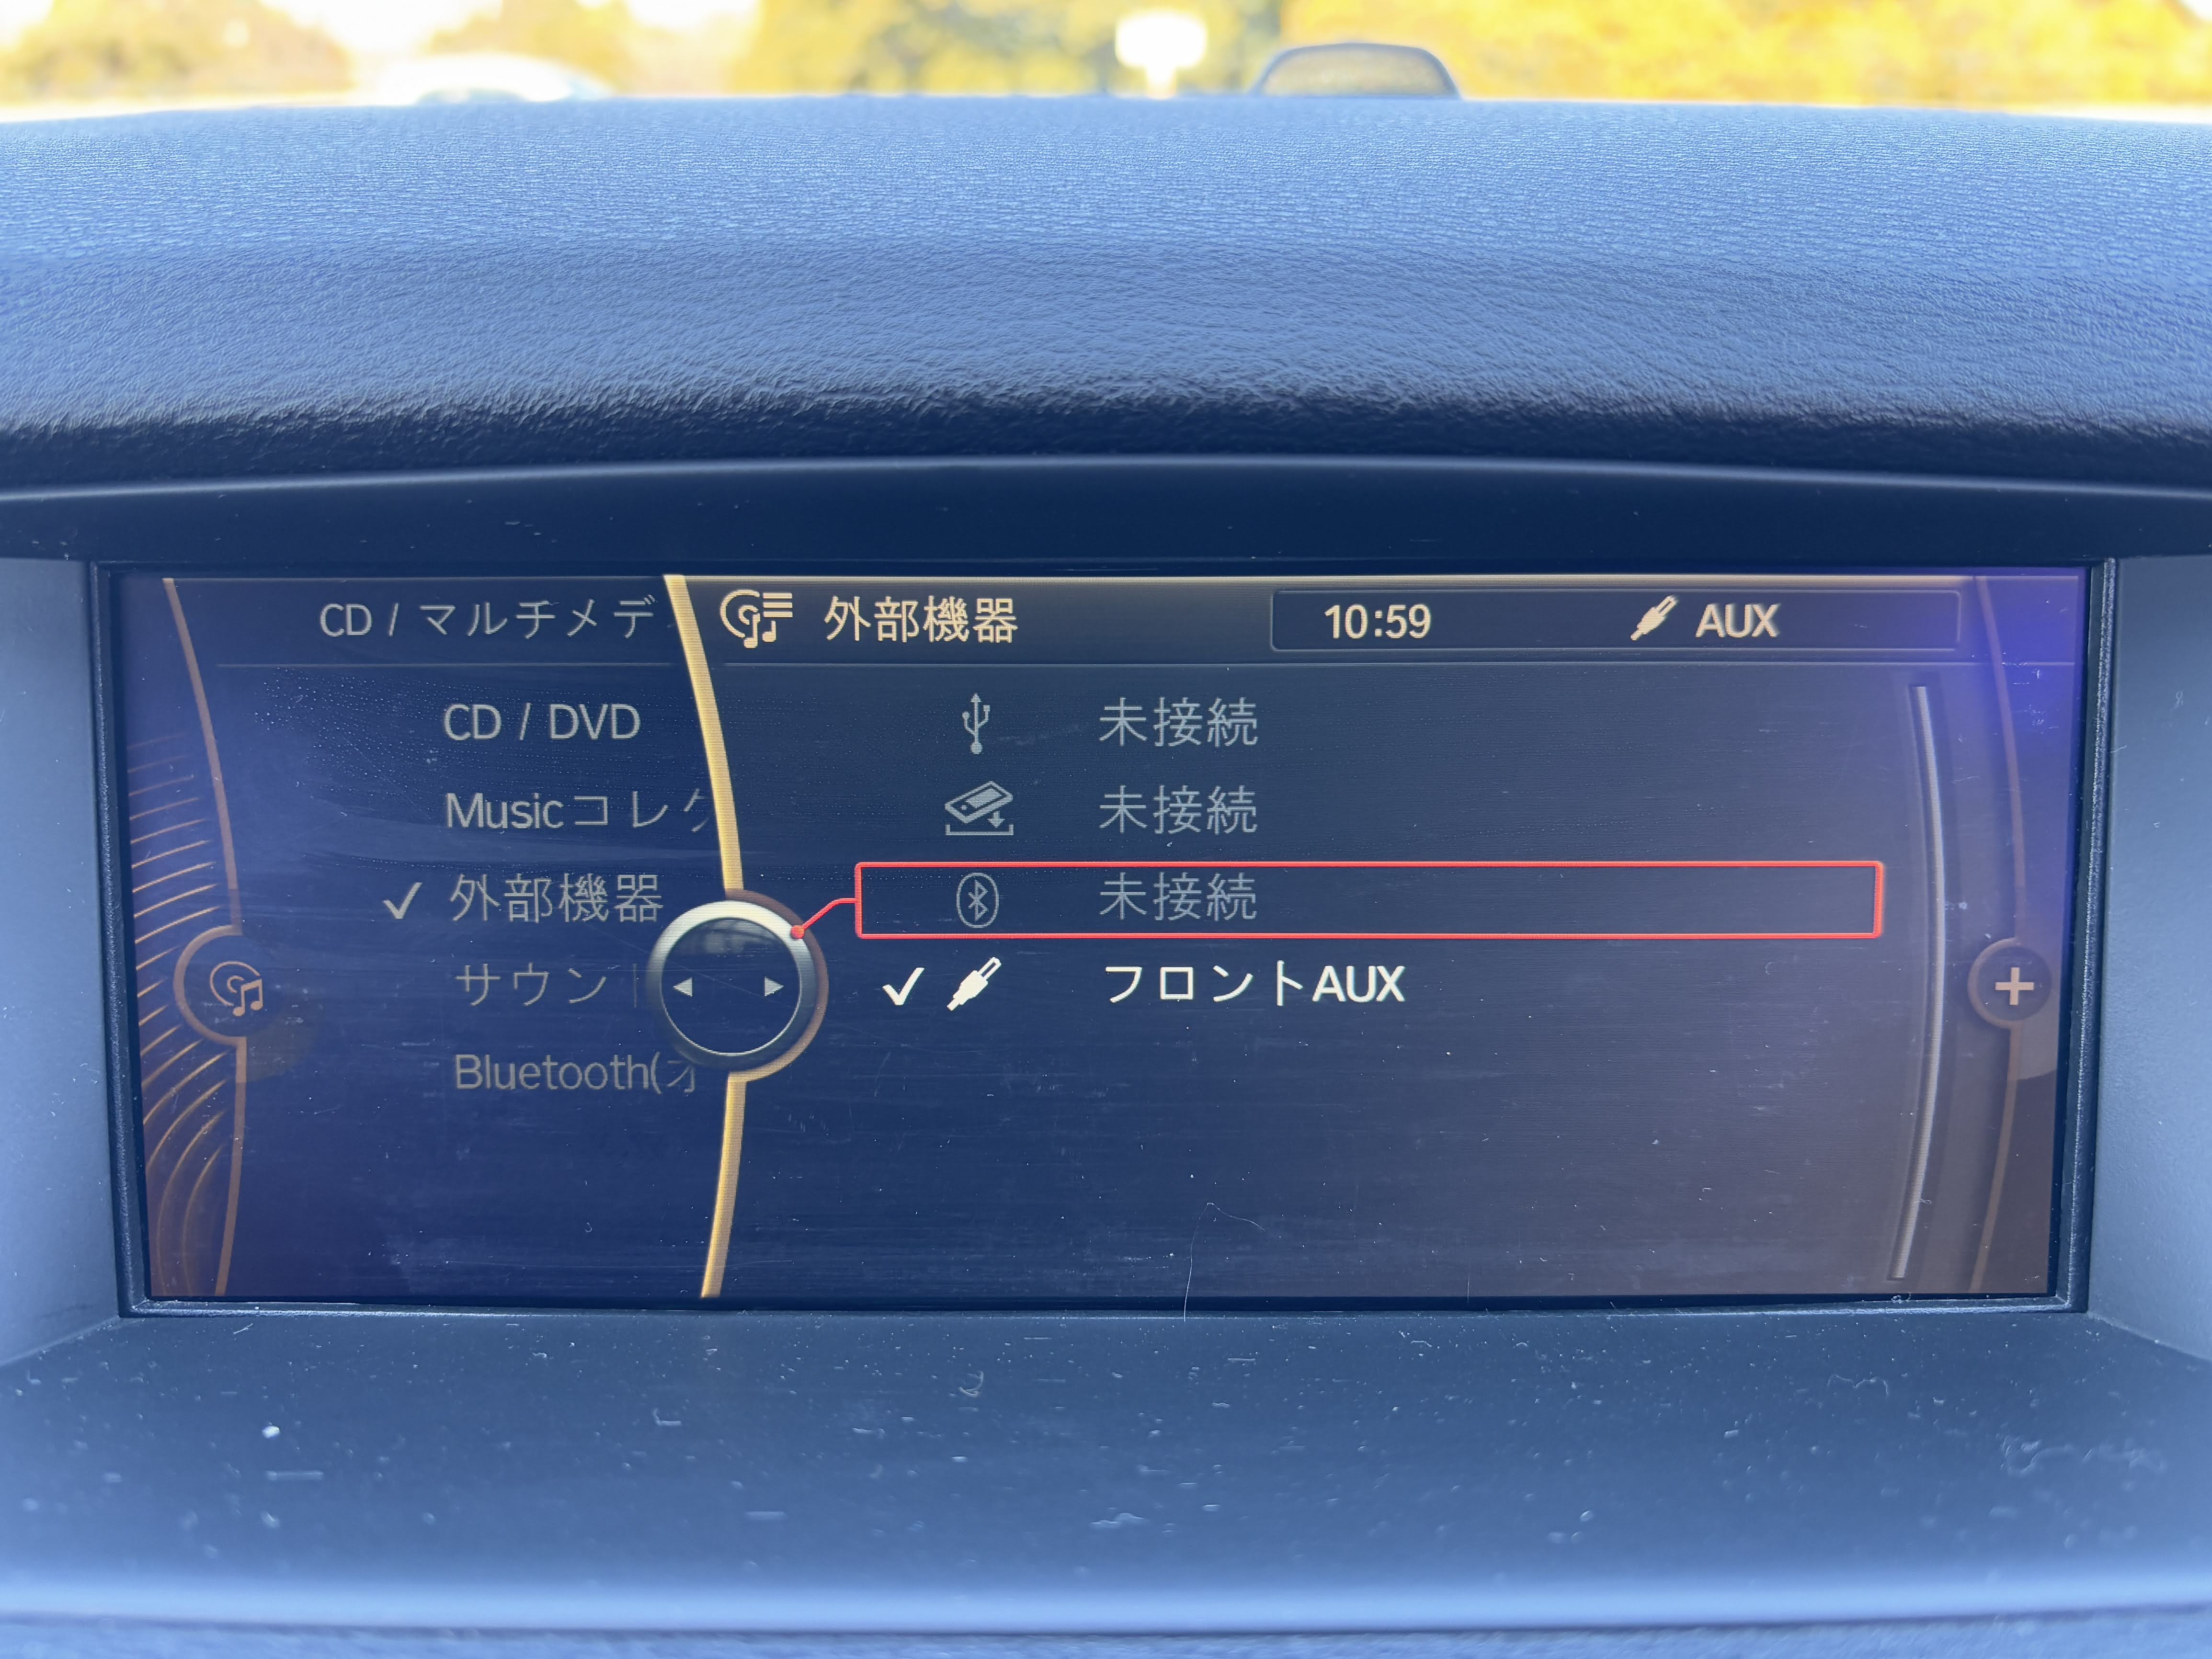 CD / マルチメデ
外部機器
10:59
AUX
CD / DVD
Musicコレク
外部機器
サウン
Bluetooth(オ
未接続
未接続
未接続
フロントAUX